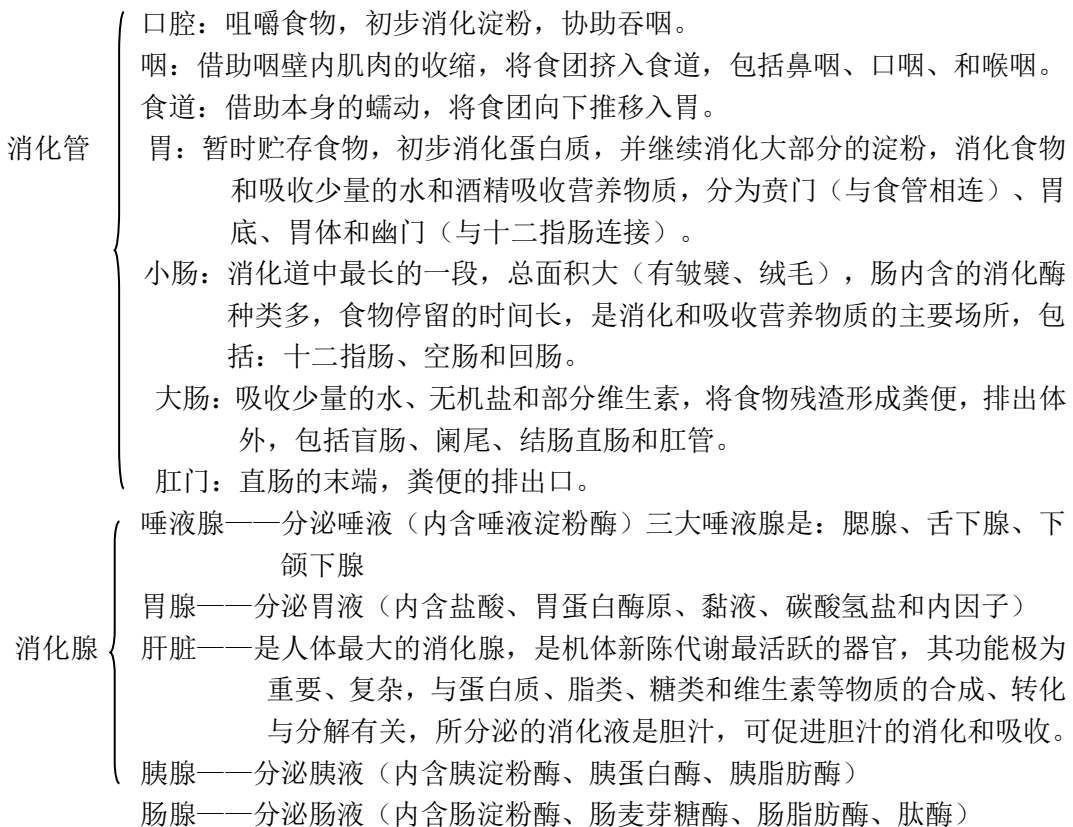 口腔：咀嚼食物，初步消化淀粉，协助吞咽。
咽：借助咽壁内肌肉的收缩，将食团挤入食道，包括鼻咽、口咽、和喉咽。
食道：借助本身的蠕动，将食团向下推移入胃。
消化管
胃：暂时贮存食物，初步消化蛋白质，并继续消化大部分的淀粉，消化食物
和吸收少量的水和酒精吸收营养物质，分为贲门（与食管相连）、胃
底、胃体和幽门（与十二指肠连接）。
小肠：消化道中最长的一段，总面积大（有皱襞、绒毛），肠内含的消化酶
种类多，食物停留的时间长，是消化和吸收营养物质的主要场所，包
括：十二指肠、空肠和回肠。
大肠：吸收少量的水、无机盐和部分维生素，将食物残渣形成粪便，排出体
外，包括盲肠、阑尾、结肠直肠和肛管。
肛门：直肠的末端，粪便的排出口。
唾液腺——分泌唾液（内含唾液淀粉酶）三大唾液腺是：腮腺、舌下腺、下
颌下腺
胃腺——分泌胃液（内含盐酸、胃蛋白酶原、黏液、碳酸氢盐和内因子）
消化腺
肝脏——是人体最大的消化腺，是机体新陈代谢最活跃的器官，其功能极为
重要、复杂，与蛋白质、脂类、糖类和维生素等物质的合成、转化
与分解有关，所分泌的消化液是胆汁，可促进胆汁的消化和吸收。
胰腺——分泌胰液（内含胰淀粉酶、胰蛋白酶、胰脂肪酶）
肠腺——分泌肠液（内含肠淀粉酶、肠麦芽糖酶、肠脂肪酶、肽酶）